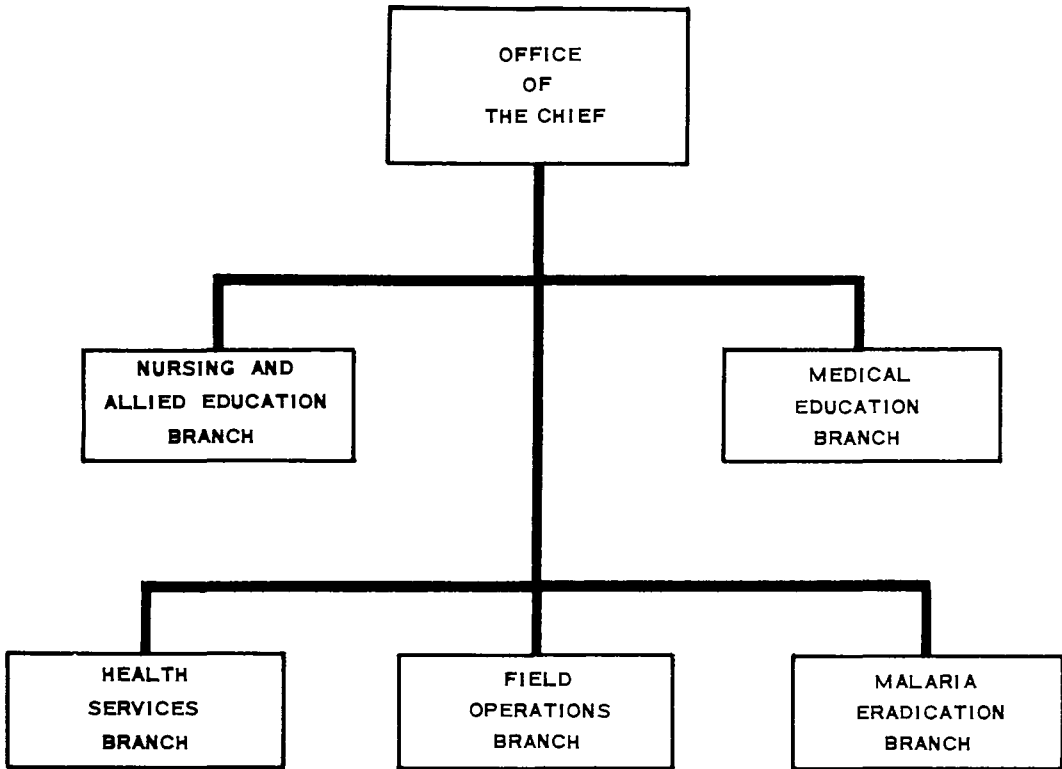 OFFICE
OF
THE CHIEF
NURSING AND
ALLIED EDUCATION
BRANCH
MEDICAL
EDUCATION
BRANCH
HEALTH
SERVICES
BRANCH
FIELD
OPERATIONS
BRANCH
MALARIA
ERADICATION
BRANCH